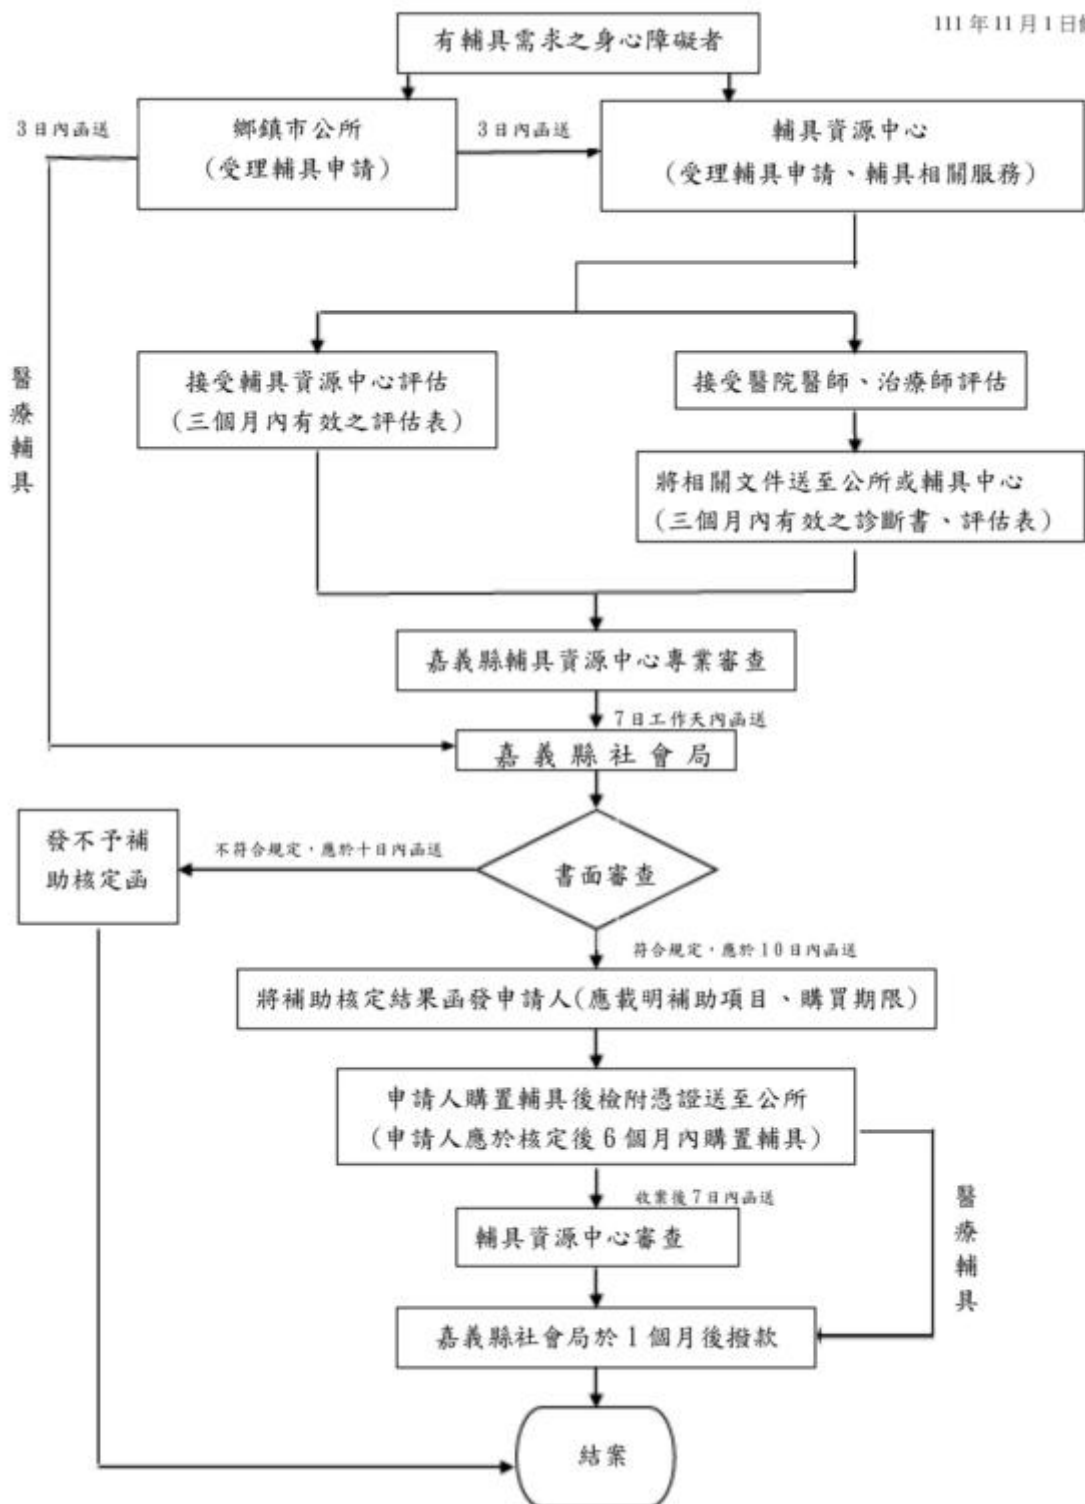 111年11月1日
有輔具需求之身心障礙者
3日內函送
鄉鎮市公所
(受理輔具申請)
3日內函送
輔具資源中心
(受理輔具申請、輔具相關服務)
醫療輔具
接受輔具資源中心評估
(三個月內有效之評估表)
接受醫院醫師、治療師評估
將相關文件送至公所或輔具中心
(三個月內有效之診斷書、評估表)
嘉義縣輔具資源中心專業審查
7日工作天內函送
嘉義縣社會局
發不予補
助核定函
不符合規定,應於十日內函送
書面審查
符合規定,應於10日內函送
將補助核定結果函發申請人(應載明補助項目、購買期限)
申請人購置輔具後檢附憑證送至公所
(申請人應於核定後6個月內購置輔具)
收案後7日內函送
輔具資源中心審查
醫療輔具
嘉義縣社會局於1個月後撥款
結案